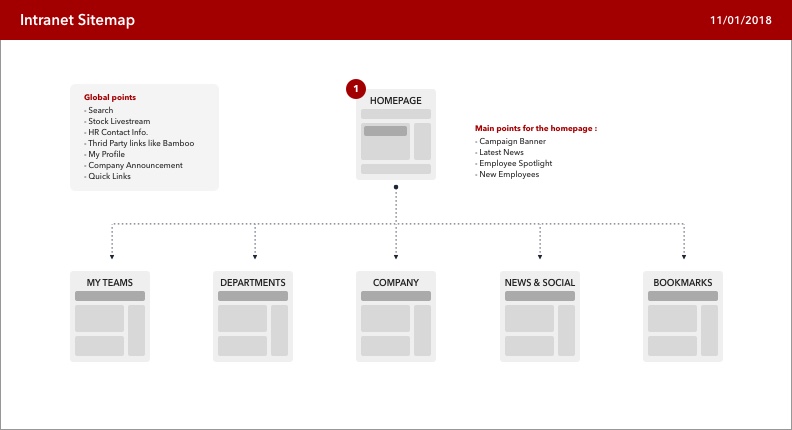 Intranet Sitemap
11/01/2018
Global points
- Search
- Stock Livestream
- HR Contact Info.
- Thrid Party links like Bamboo
- My Profile
- Company Announcement
- Quick Links
1
HOMEPAGE
Main points for the homepage :
- Campaign Banner
- Latest News
- Employee Spotlight
- New Employees
MY TEAMS
DEPARTMENTS
COMPANY
NEWS & SOCIAL
BOOKMARKS